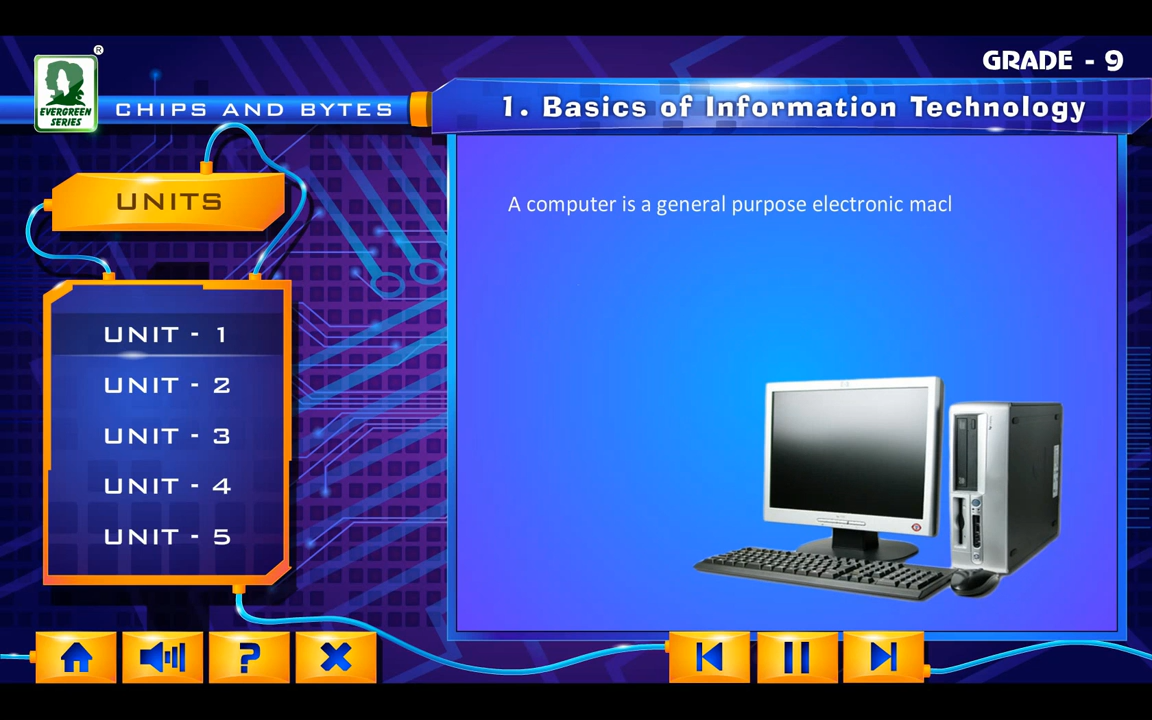 GRADE - 9
®
EVERGREEN
SERIES
CHIPS AND BYTES
1. Basics of Information Technology
UNITS
A computer is a general purpose electronic macl
UNIT - 1
UNIT - 2
UNIT - 3
UNIT - 4
UNIT - 5
?